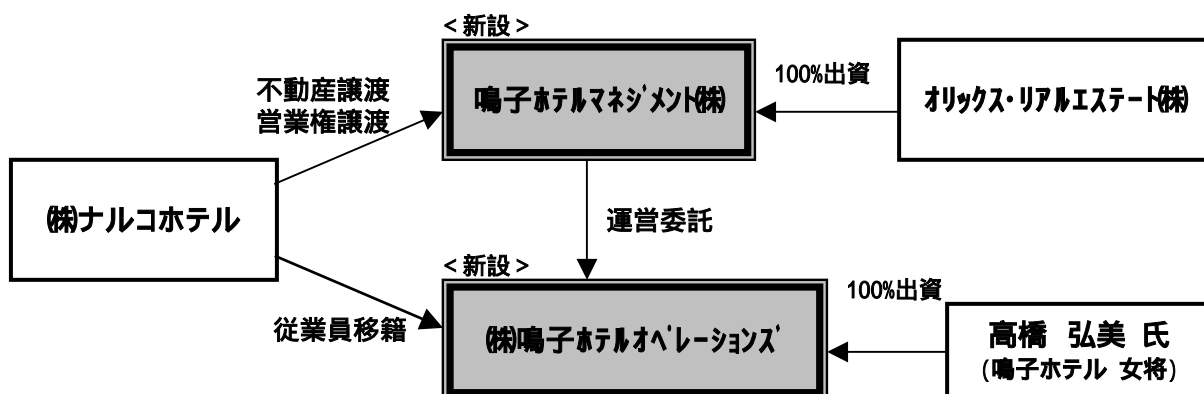 <新設>
鳴子ホテルマネジメント㈱
100%出資
オリックス・リアルエステート㈱
不動産譲渡
営業権譲渡
㈱ナルコホテル
運営委託
<新設>
従業員移籍
㈱鳴子ホテルオペレーションズ
100%出資
高橋 弘美 氏
(鳴子ホテル 女将)